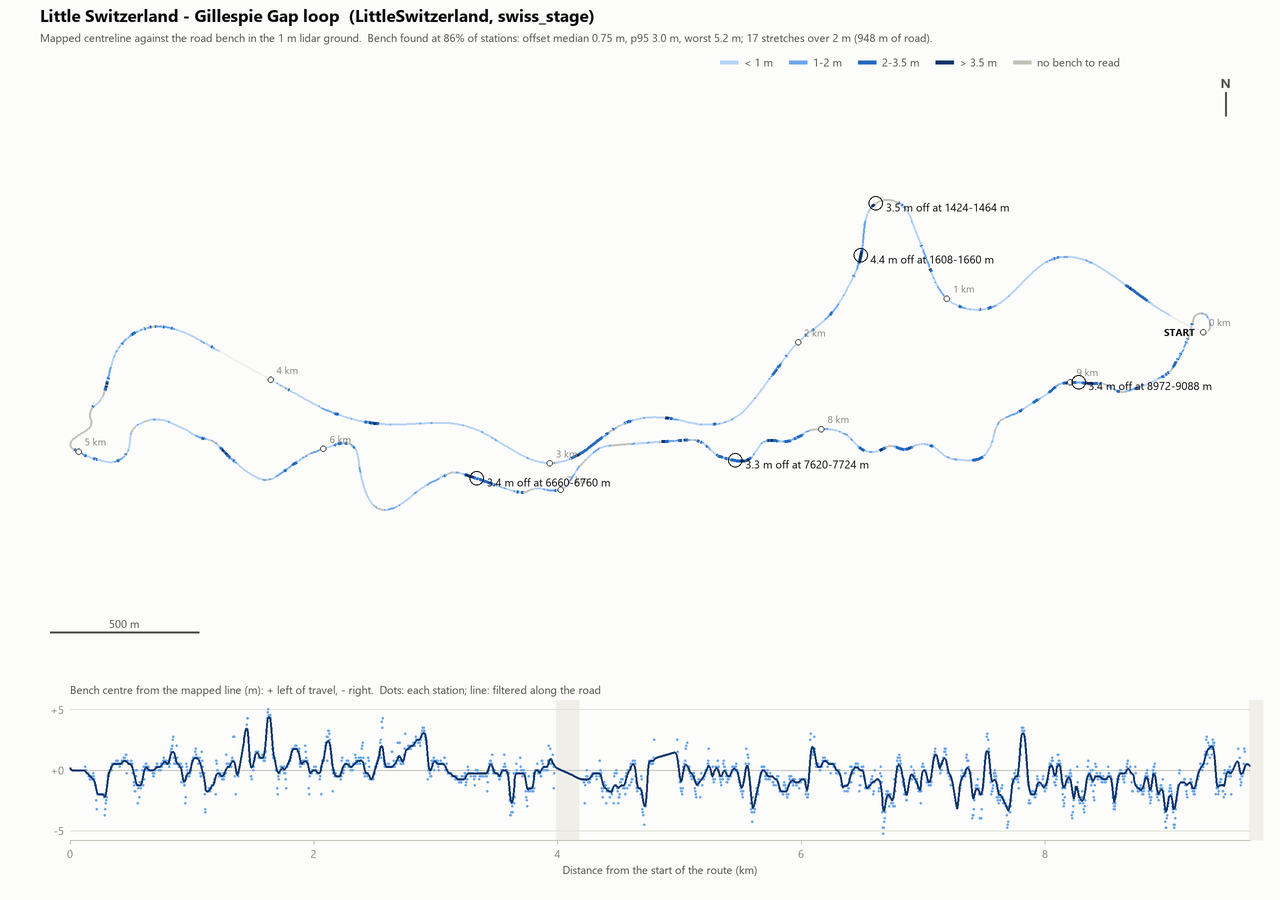 Little Switzerland - Gillespie Gap loop (LittleSwitzerland, swiss_stage)
Mapped centreline against the road bench in the 1 m lidar ground. Bench found at 86% of stations: offset median 0.75 m, p95 3.0 m, worst 5.2 m; 17 stretches over 2 m (948 m of road).
< 1 m
1-2 m
2-3.5 m
> 3.5 m
no bench to read
N
3.5 m off at 1424-1464 m
4.4 m off at 1608-1660 m
1 km
0 km
START
2 km
4 km
9 km
3.4 m off at 8972-9088 m
8 km
5 km
6 km
3 km
3.3 m off at 7620-7724 m
3.4 m off at 6660-6760 m
500 m
Bench centre from the mapped line (m): + left of travel, - right. Dots: each station; line: filtered along the road
+5
+0
-5
0
2
4
6
8
Distance from the start of the route (km)